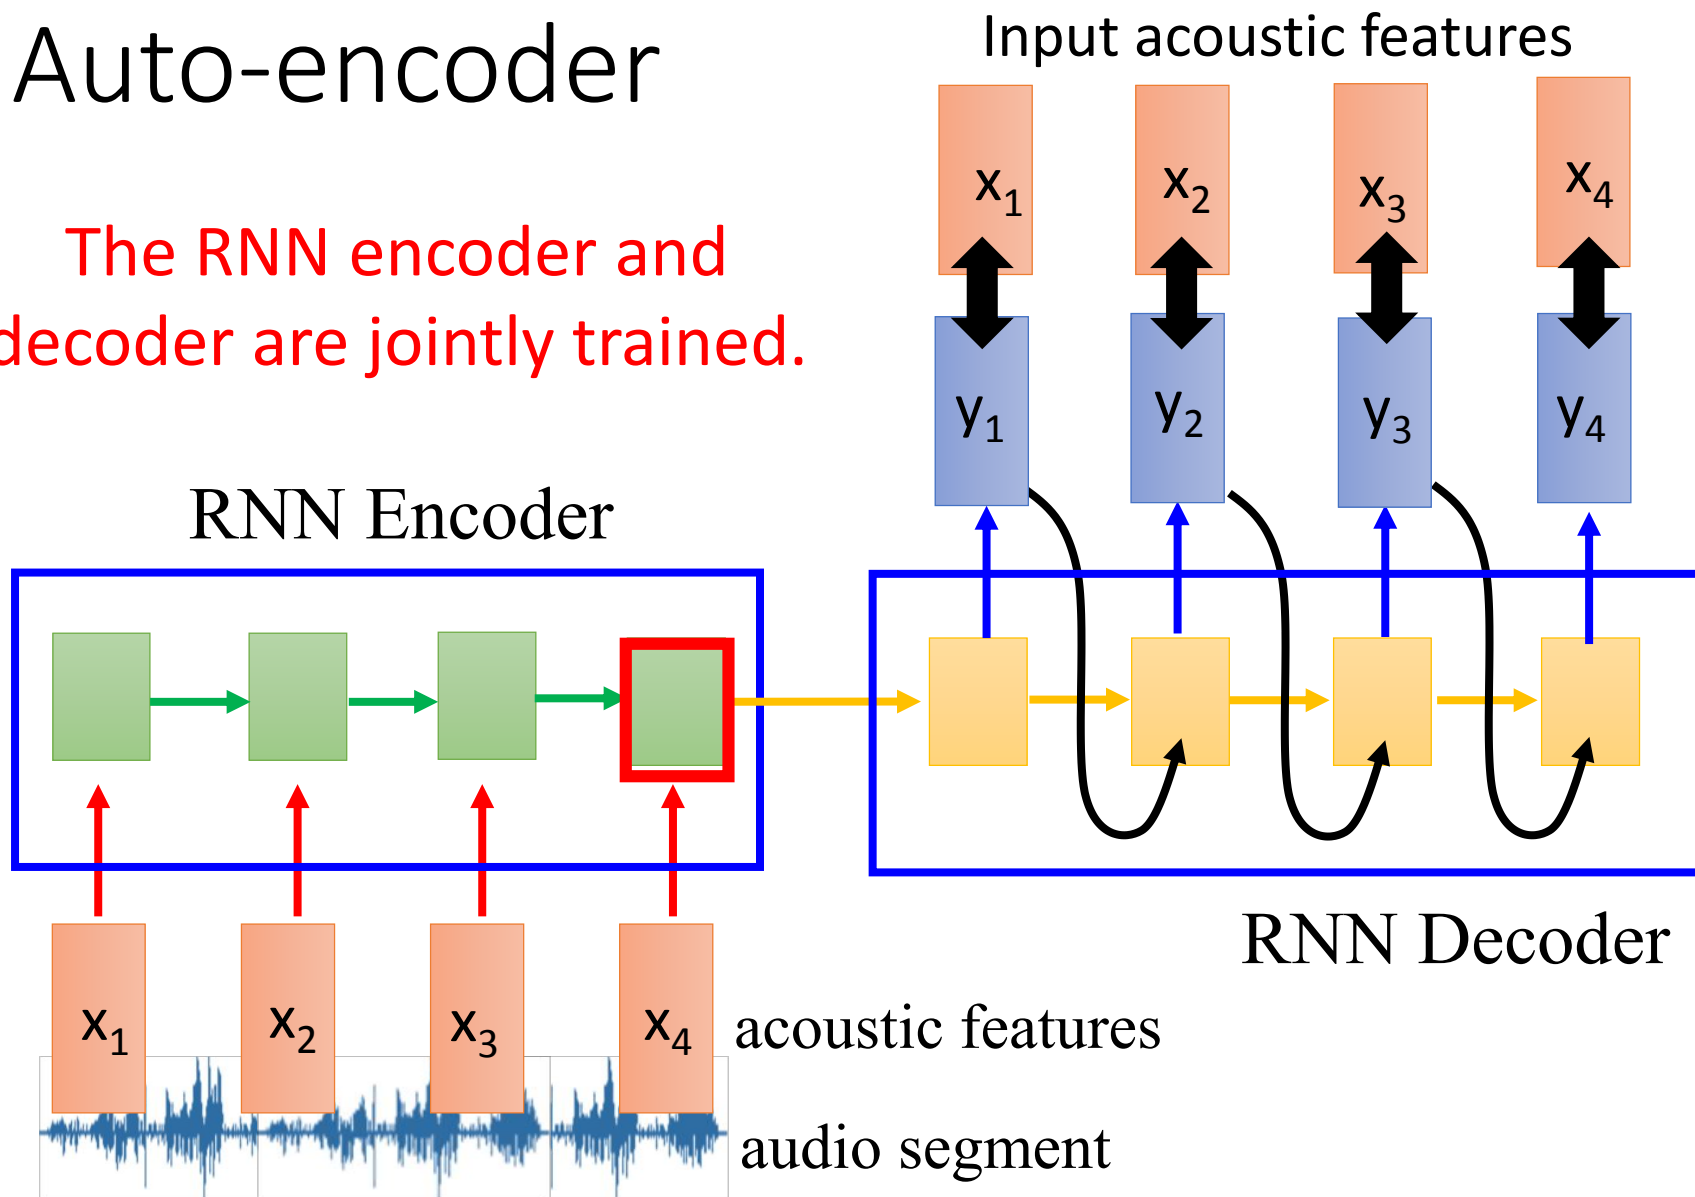 Auto-encoder
Input acoustic features
x1 x2 x3 x4
The RNN encoder and
decoder are jointly trained.
y1 y2 y3 y4
RNN Encoder
RNN Decoder
x1 x2 x3 x4
acoustic features
audio segment